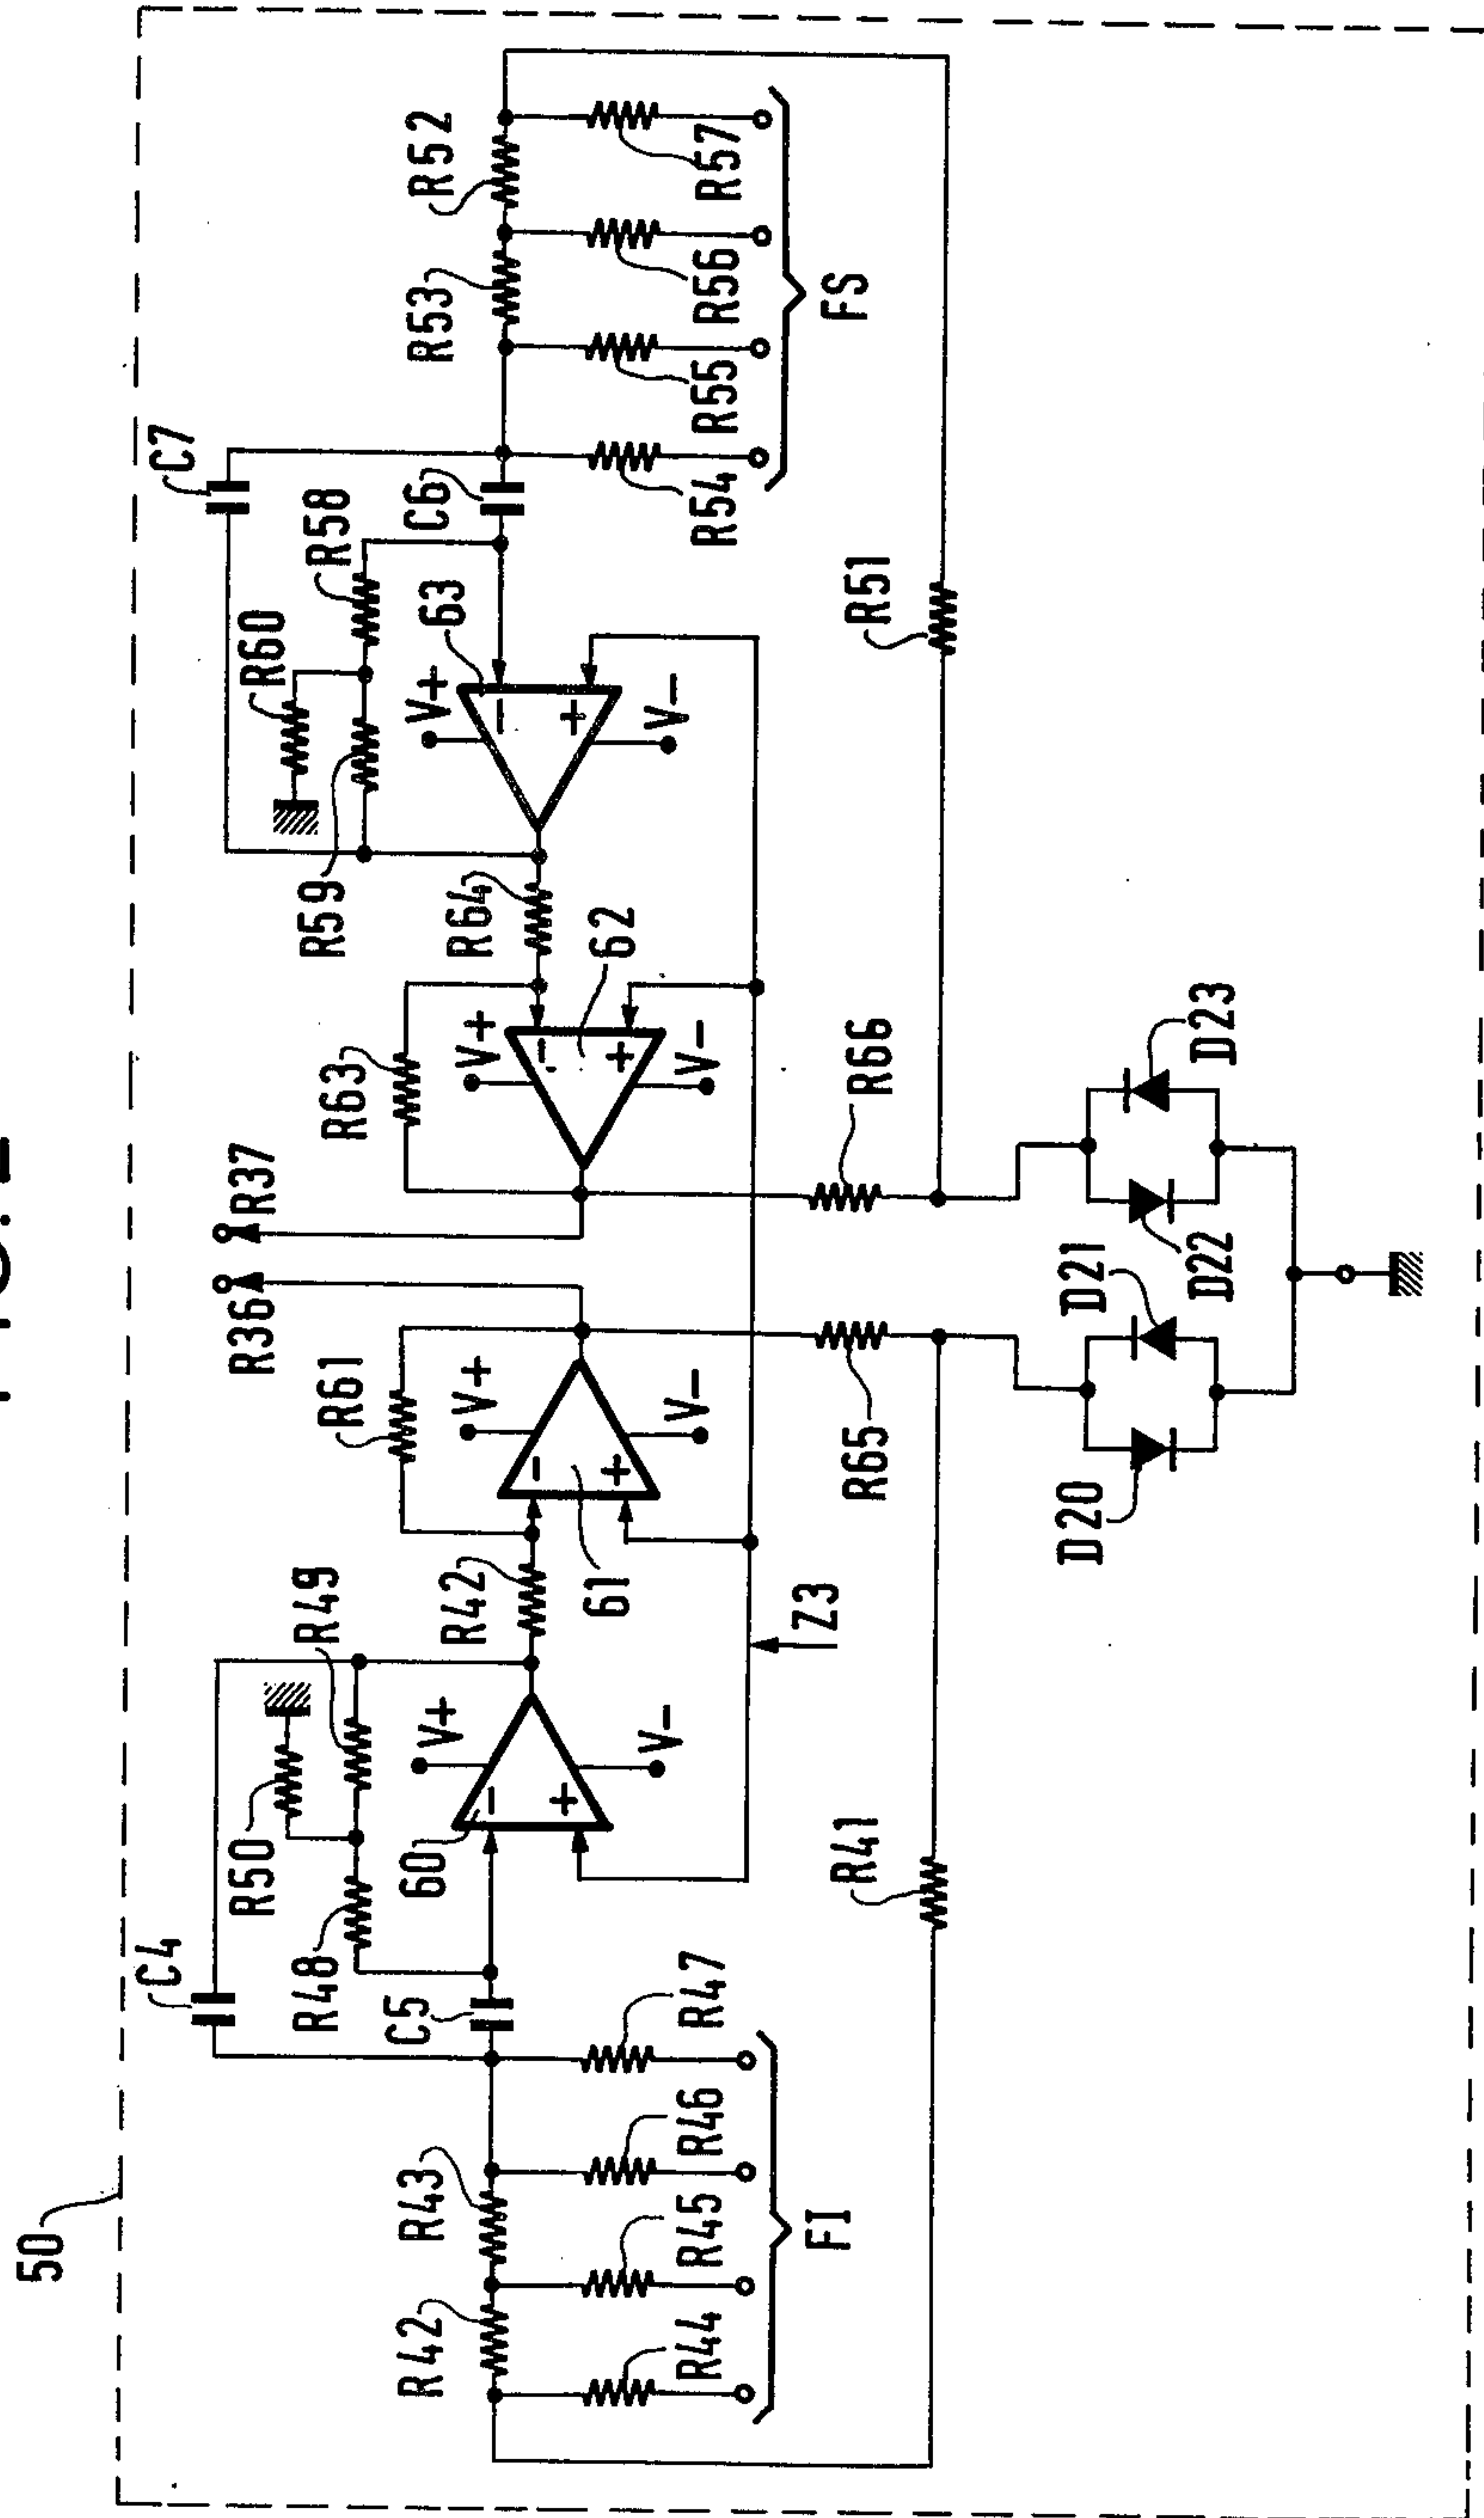 50
C4
C7
R50
R36
R37
R60
R48
R49
R61
R63
R59
R58
R42
R43
C5
60
V+
R42
V+
V+
R64
V+
63
C6
R53
R52
−
−
−
−
+
+
+
+
61
62
V−
V−
V−
V−
R44
R45
R46
R47
R54
R55
R56
R57
FI
Z3
FS
R41
R65
R66
R51
D20
D21
D22
D23